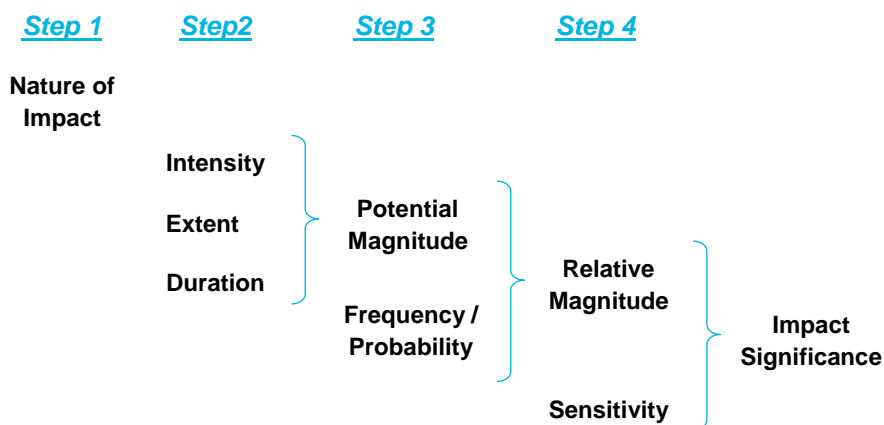 Step 1 Step2 Step 3 Step 4
Nature of
Impact
Intensity
Extent
Duration
Potential
Magnitude
Frequency /
Probability
Relative
Magnitude
Sensitivity
Impact
Significance